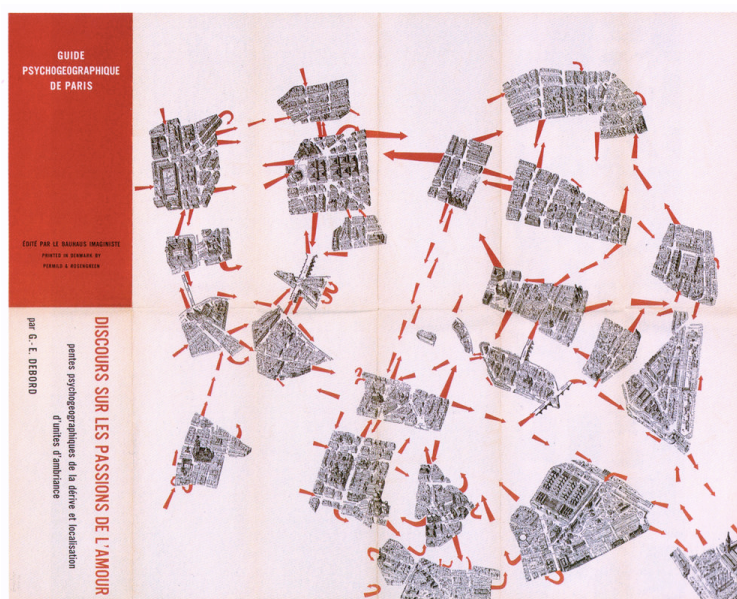 GUIDE
PSYCHOGEOGRAPHIQUE
DE PARIS
ÉDITÉ PAR LE BAUHAUS IMAGINISTE
PRINTED IN DENMARK BY
PERMILD & ROSENGREEN
DISCOURS SUR LES PASSIONS DE L'AMOUR
pentes psychogeographiques de la dérive et localisation
d'unites d'ambriance
par G.-E. DEBORD